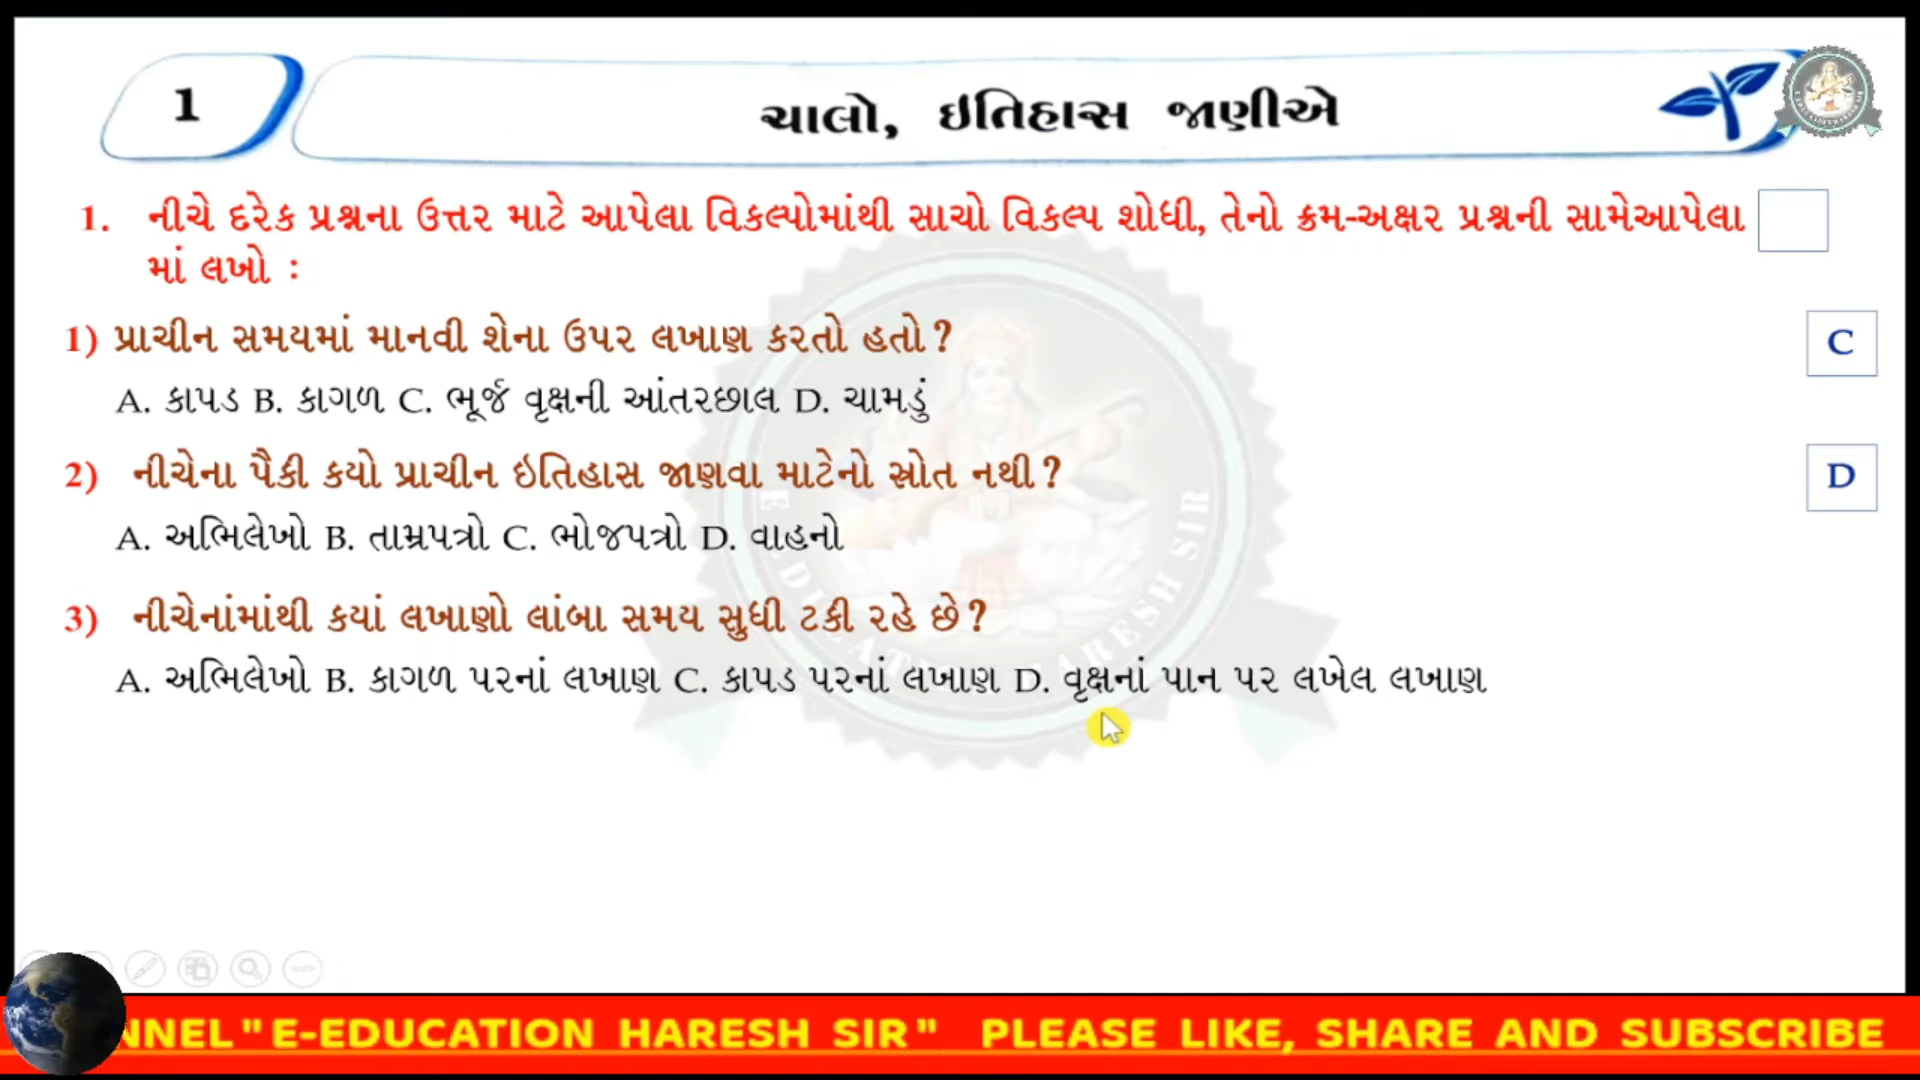 1
ચાલો, ઇતિહાસ જાણીએ
1. નીચે દરેક પ્રશ્નના ઉત્તર માટે આપેલા વિકલ્પોમાંથી સાચો વિકલ્પ શોધી, તેનો ક્રમ-અક્ષર પ્રશ્નની સામેઆપેલા
માં લખો :
1) પ્રાચીન સમયમાં માનવી શેના ઉપર લખાણ કરતો હતો?
C
A. કાપડ B. કાગળ C. ભૂર્જ વૃક્ષની આંતરછાલ D. ચામડું
2) નીચેના પૈકી કયો પ્રાચીન ઇતિહાસ જાણવા માટેનો સ્રોત નથી?
D
A. અભિલેખો B. તામ્રપત્રો C. ભોજપત્રો D. વાહનો
3) નીચેનાંમાંથી કયાં લખાણો લાંબા સમય સુધી ટકી રહે છે?
A. અભિલેખો B. કાગળ પરનાં લખાણ C. કાપડ પરનાં લખાણ D. વૃક્ષનાં પાન પર લખેલ લખાણ
E.EDUCATION HARESH SIR
NNEL "E-EDUCATION HARESH SIR" PLEASE LIKE, SHARE AND SUBSCRIBE